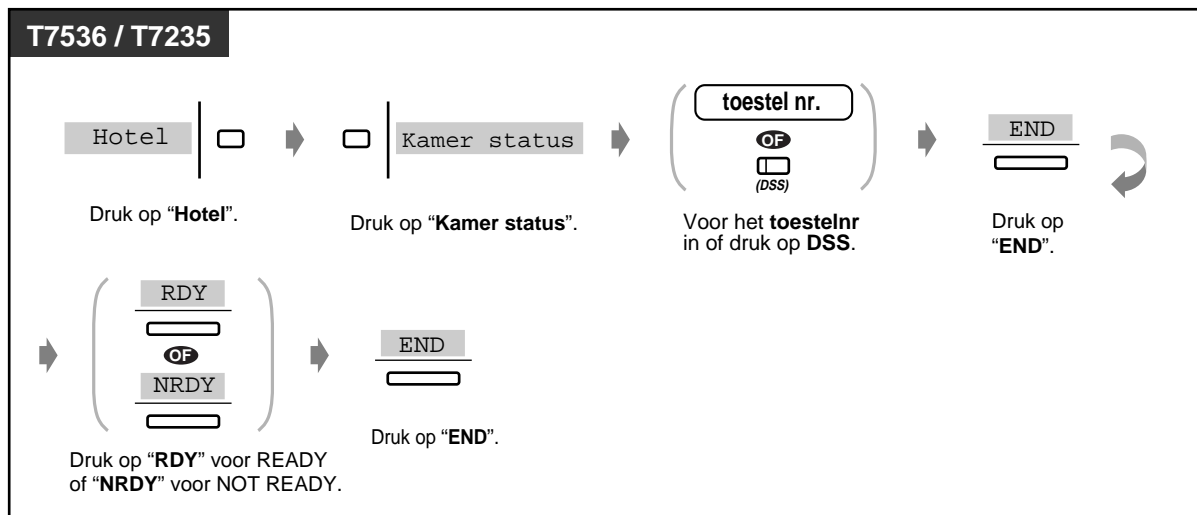 T7536 / T7235
Hotel
Druk op “Hotel”.
Kamer status
Druk op “Kamer status”.
toestel nr.
OF
(DSS)
Voor het toestelnr
in of druk op DSS.
END
Druk op
“END”.
RDY
OF
NRDY
Druk op “RDY” voor READY
of “NRDY” voor NOT READY.
END
Druk op “END”.